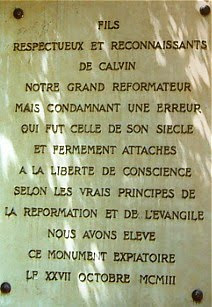 FILS
RESPECTUEUX ET RECONNAISSANTS
DE CALVIN
NOTRE GRAND REFORMATEUR
MAIS CONDAMNANT UNE ERREUR
QUI FUT CELLE DE SON SIECLE
ET FERMEMENT ATTACHES
A LA LIBERTE DE CONSCIENCE
SELON LES VRAIS PRINCIPES DE
LA REFORMATION ET DE L'EVANGILE
NOUS AVONS ELEVE
CE MONUMENT EXPIATOIRE
LE XXVII OCTOBRE MCMIII